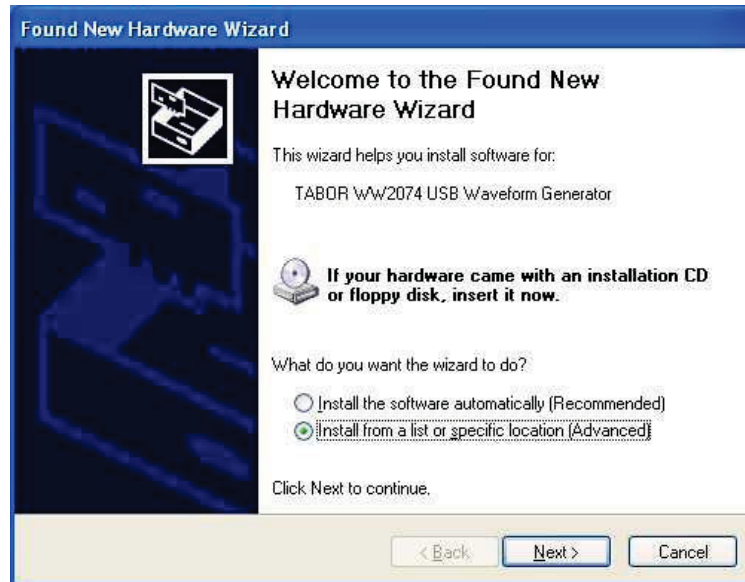 Found New Hardware Wizard
Welcome to the Found New
Hardware Wizard
This wizard helps you install software for:
TABOR WW2074 USB Waveform Generator
If your hardware came with an installation CD
or floppy disk, insert it now.
What do you want the wizard to do?
Install the software automatically (Recommended)
Install from a list or specific location (Advanced)
Click Next to continue.
< Back Next > Cancel